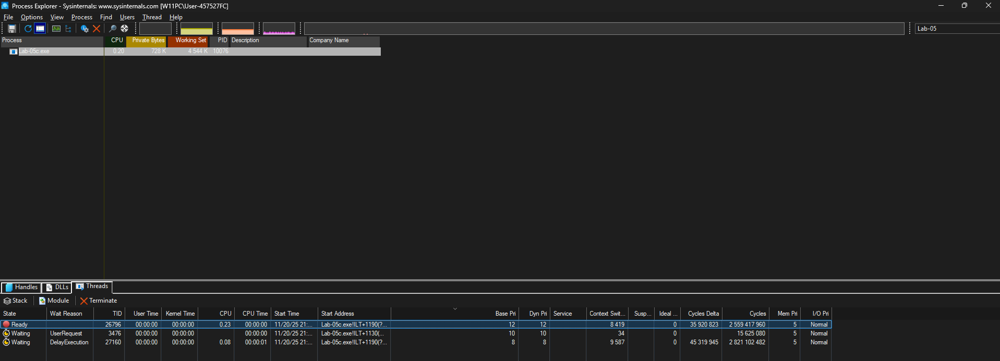 Process Explorer - Sysinternals: www.sysinternals.com [W11PC\User-457527FC]
File Options View Process Find Users Thread Help
Lab-05
Process CPU Private Bytes Working Set PID Description Company Name
Lab-05c.exe 0.20 728 K 4 544 K 10076
Handles DLLs Threads
Stack Module Terminate
State Wait Reason TID User Time Kernel Time CPU CPU Time Start Time Start Address Base Pri Dyn Pri Service Context Swit... Susp... Ideal ... Cycles Delta Cycles Mem Pri I/O Pri
Ready 26796 00:00:00 00:00:00 0.23 00:00:00 11/20/25 21:... Lab-05c.exe!ILT+1190(?... 12 12 8 419 0 35 920 823 2 559 417 960 5 Normal
Waiting UserRequest 3476 00:00:00 00:00:00 00:00:00 11/20/25 21:... Lab-05c.exe!ILT+1130(... 10 10 34 0 15 625 080 5 Normal
Waiting DelayExecution 27160 00:00:00 00:00:00 0.08 00:00:01 11/20/25 21:... Lab-05c.exe!ILT+1190(?... 8 8 9 587 0 45 319 945 2 821 102 482 5 Normal